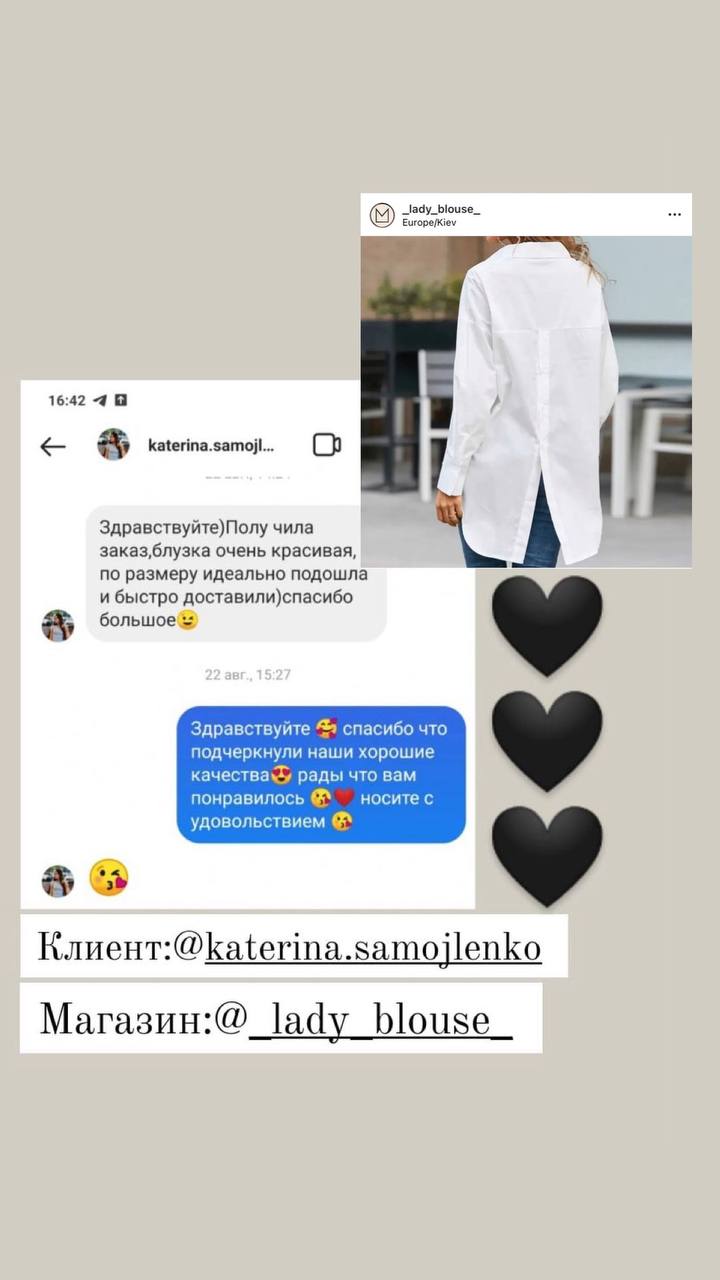 _lady_blouse_
Europe/Kiev
16:42
katerina.samojl...
Здравствуйте)Полу чила
заказ,блузка очень красивая,
по размеру идеально подошла
и быстро доставили)спасибо
большое😉
22 авг., 15:27
Здравствуйте 🥰 спасибо что
подчеркнули наши хорошие
качества😍 рады что вам
понравилось 😘❤️ носите с
удовольствием 😘
😘
Клиент:@katerina.samojlenko
Магазин:@_lady_blouse_